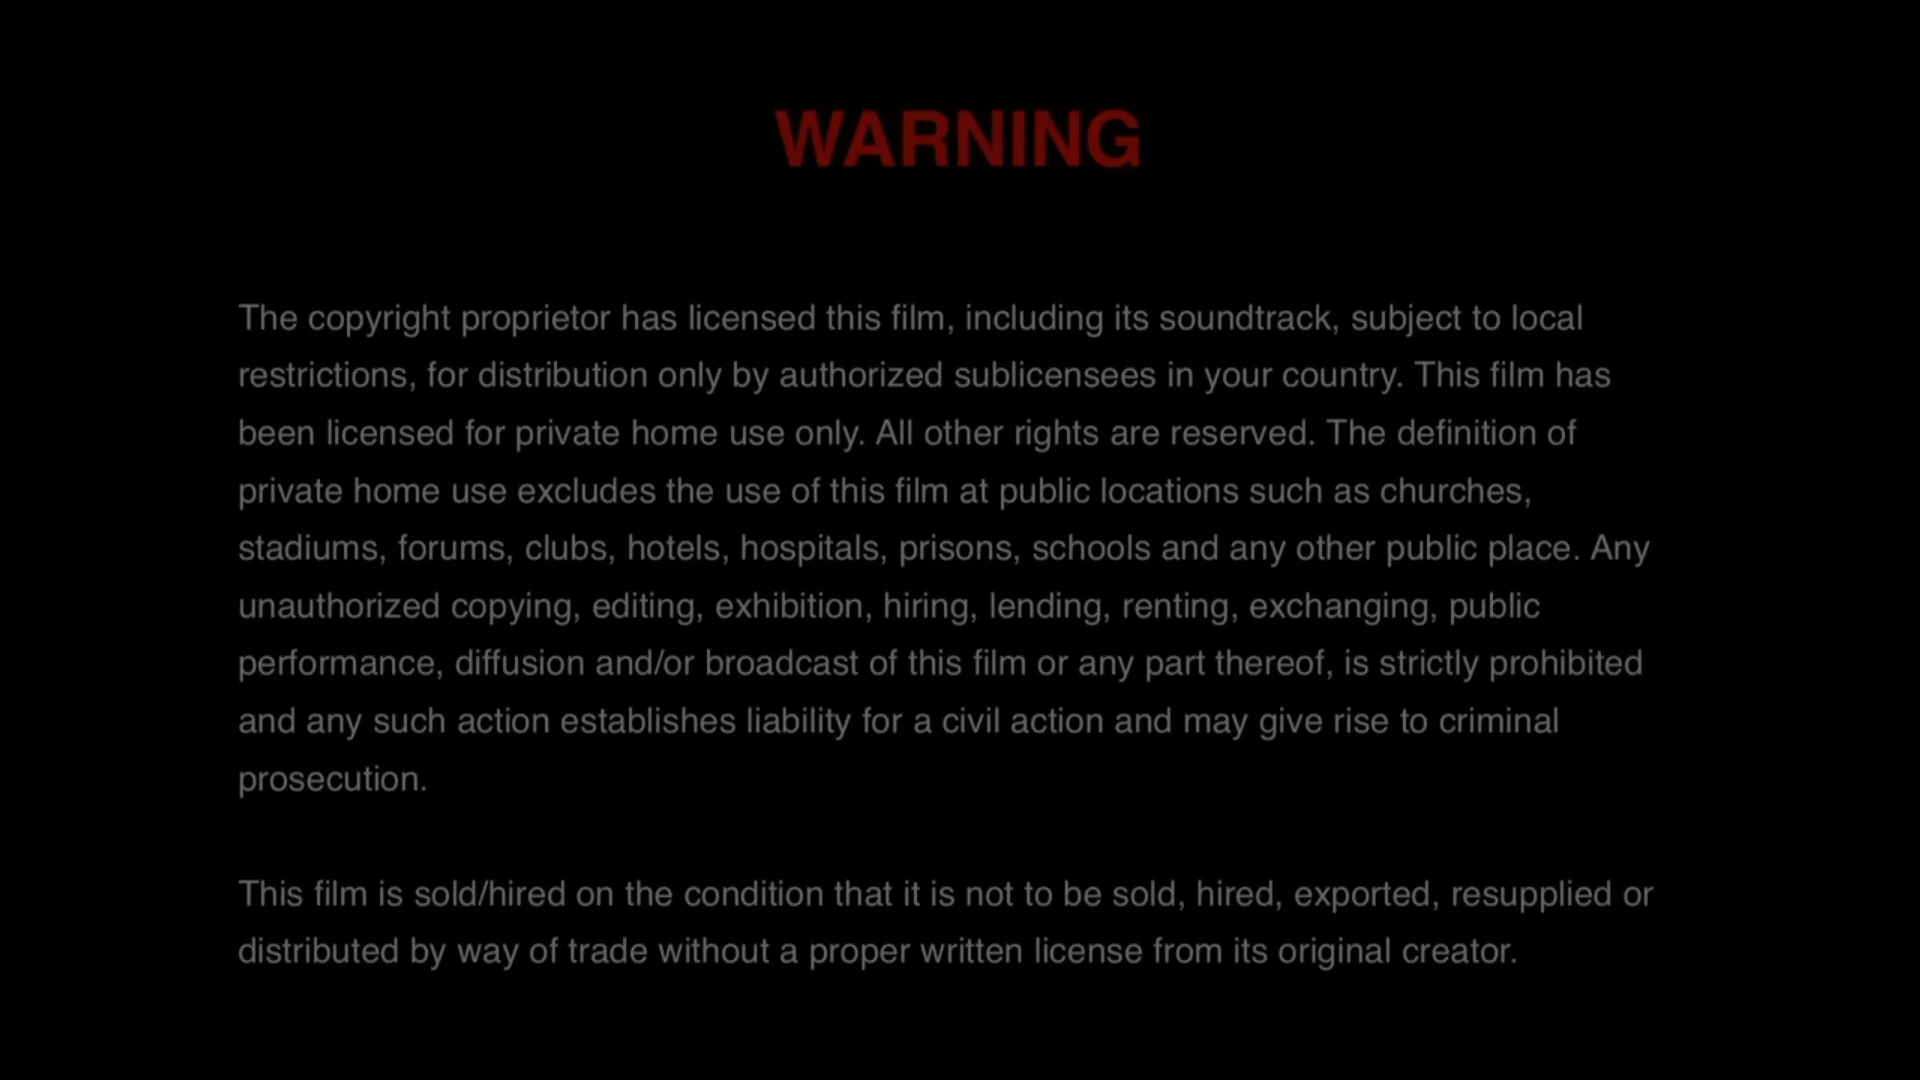 WARNING
The copyright proprietor has licensed this film, including its soundtrack, subject to local
restrictions, for distribution only by authorized sublicensees in your country. This film has
been licensed for private home use only. All other rights are reserved. The definition of
private home use excludes the use of this film at public locations such as churches,
stadiums, forums, clubs, hotels, hospitals, prisons, schools and any other public place. Any
unauthorized copying, editing, exhibition, hiring, lending, renting, exchanging, public
performance, diffusion and/or broadcast of this film or any part thereof, is strictly prohibited
and any such action establishes liability for a civil action and may give rise to criminal
prosecution.
This film is sold/hired on the condition that it is not to be sold, hired, exported, resupplied or
distributed by way of trade without a proper written license from its original creator.